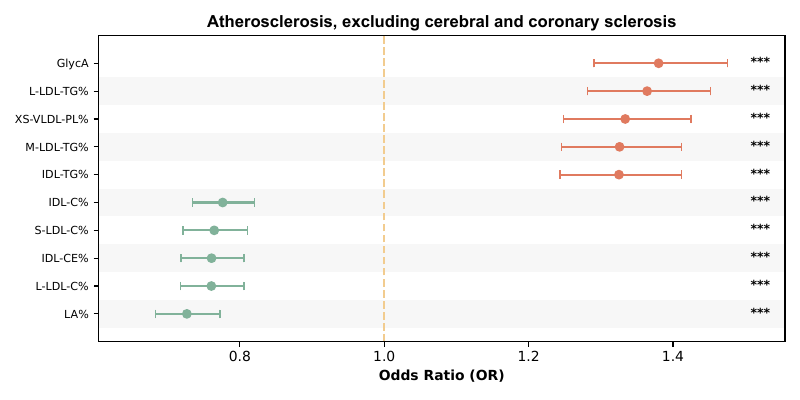 Atherosclerosis, excluding cerebral and coronary sclerosis
GlycA ***
L-LDL-TG% ***
XS-VLDL-PL% ***
M-LDL-TG% ***
IDL-TG% ***
IDL-C% ***
S-LDL-C% ***
IDL-CE% ***
L-LDL-C% ***
LA% ***
0.8 1.0 1.2 1.4
Odds Ratio (OR)